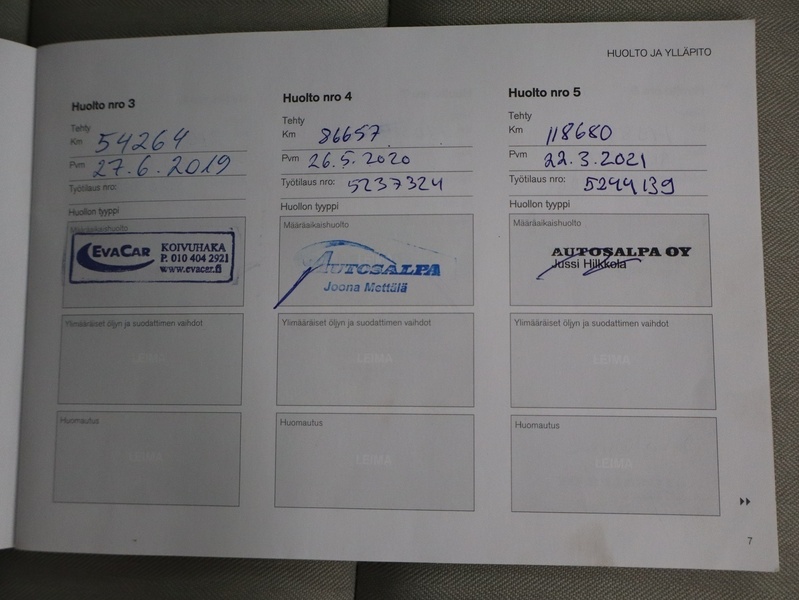 HUOLTO JA YLLÄPITO
Huolto nro 3
Tehty
Km 54264
Pvm 27.6.2019
Työtilaus nro:
Huollon tyyppi
Määräaikaishuolto
EVACAR KOIVUHAKA
P. 010 404 2921
www.evacar.fi
Ylimääräiset öljyn ja suodattimen vaihdot
LEIMA
Huomautus
LEIMA
Huolto nro 4
Tehty
Km 86657
Pvm 26.5.2020
Työtilaus nro: 5237324
Huollon tyyppi
Määräaikaishuolto
AUTOSALPA
Joona Mettälä
Ylimääräiset öljyn ja suodattimen vaihdot
LEIMA
Huomautus
LEIMA
Huolto nro 5
Tehty
Km 118680
Pvm 22.3.2021
Työtilaus nro: 5244139
Huollon tyyppi
Määräaikaishuolto
AUTOSALPA OY
Jussi Hilkkola
Ylimääräiset öljyn ja suodattimen vaihdot
LEIMA
Huomautus
LEIMA
7